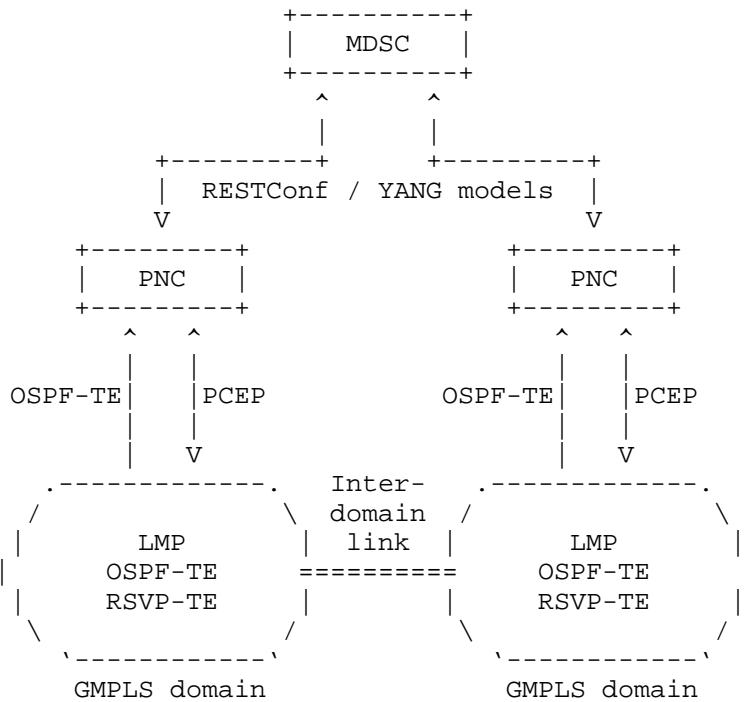 MDSC
RESTConf / YANG models
V V
PNC PNC
OSPF-TE PCEP OSPF-TE PCEP
V V
Inter-
domain
LMP link LMP
OSPF-TE OSPF-TE
RSVP-TE RSVP-TE
GMPLS domain GMPLS domain